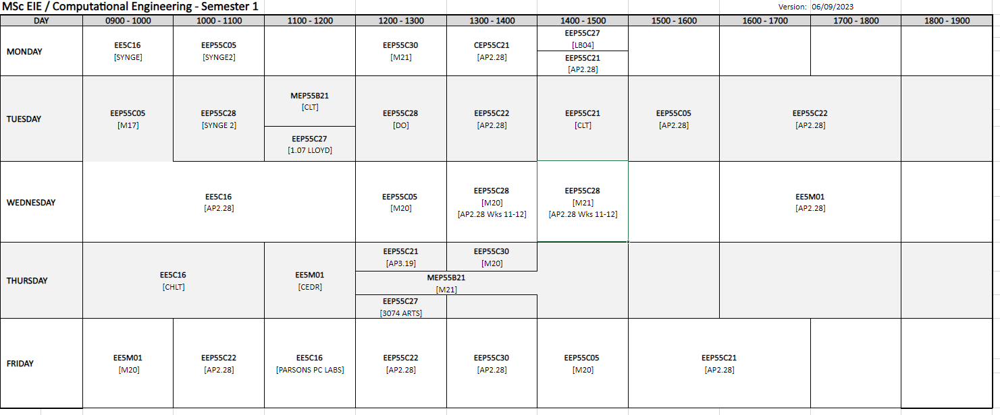 MSc EIE / Computational Engineering - Semester 1
Version: 06/09/2023
DAY 0900 - 1000 1000 - 1100 1100 - 1200 1200 - 1300 1300 - 1400 1400 - 1500 1500 - 1600 1600 - 1700 1700 - 1800 1800 - 1900
MONDAY
EE5C16
[SYNGE]
EEP55C05
[SYNGE2]
EEP55C30
[M21]
CEP55C21
[AP2.28]
EEP55C27
[LB04]
EEP55C21
[AP2.28]
TUESDAY
EEP55C05
[M17]
EEP55C28
[SYNGE 2]
MEP55B21
[CLT]
EEP55C27
[1.07 LLOYD]
EEP55C28
[DO]
EEP55C22
[AP2.28]
EEP55C21
[CLT]
EEP55C05
[AP2.28]
EEP55C22
[AP2.28]
WEDNESDAY
EE5C16
[AP2.28]
EEP55C05
[M20]
EEP55C28
[M20]
[AP2.28 Wks 11-12]
EEP55C28
[M21]
[AP2.28 Wks 11-12]
EE5M01
[AP2.28]
THURSDAY
EE5C16
[CHLT]
EE5M01
[CEDR]
EEP55C21
[AP3.19]
EEP55C30
[M20]
MEP55B21
[M21]
EEP55C27
[3074 ARTS]
FRIDAY
EE5M01
[M20]
EEP55C22
[AP2.28]
EE5C16
[PARSONS PC LABS]
EEP55C22
[AP2.28]
EEP55C30
[AP2.28]
EEP55C05
[M20]
EEP55C21
[AP2.28]